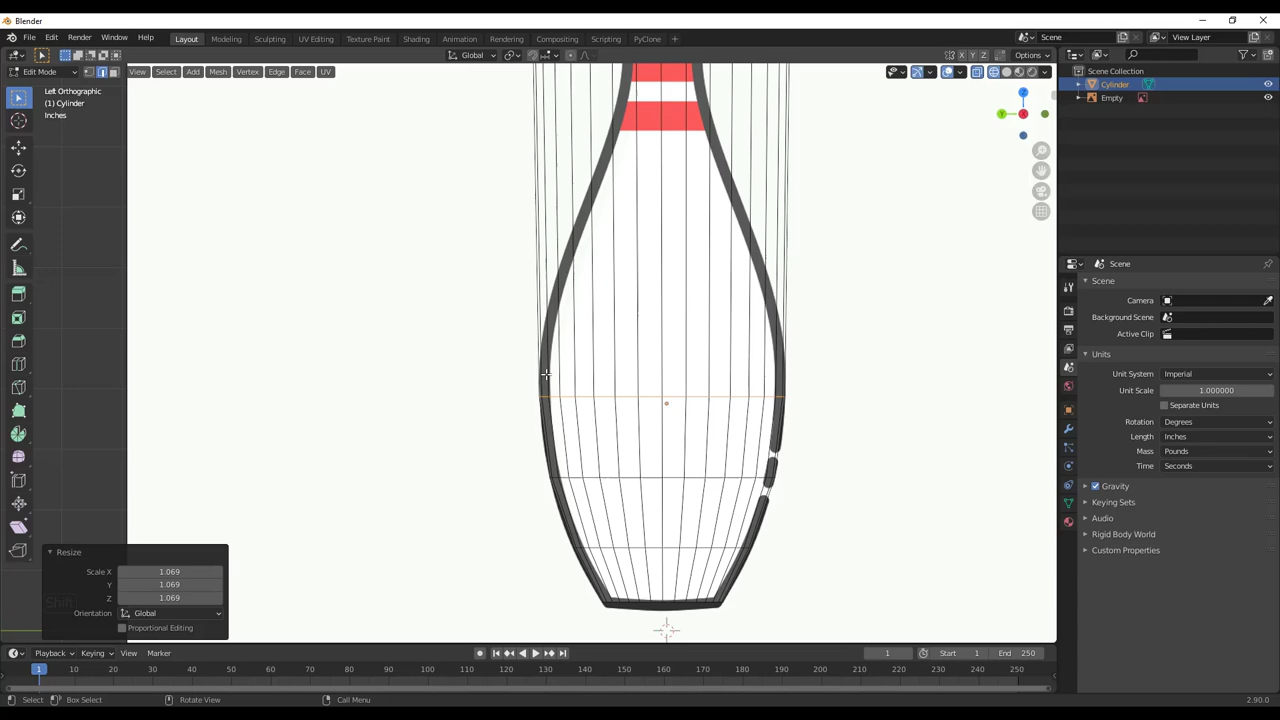 Blender
File Edit Render Window Help Layout Modeling Sculpting UV Editing Texture Paint Shading Animation Rendering Compositing Scripting PyClone + Scene View Layer
Global Options
Edit Mode View Select Add Mesh Vertex Edge Face UV
Left Orthographic
(1) Cylinder
Inches
X Y Z
Z
Y
X
Scene Collection
Cylinder
Empty
Scene
Scene
Camera
Background Scene
Active Clip
Units
Unit System Imperial
Unit Scale 1.000000
Separate Units
Rotation Degrees
Length Inches
Mass Pounds
Time Seconds
Gravity
Keying Sets
Audio
Rigid Body World
Custom Properties
Resize
Scale X 1.069
Y 1.069
Z 1.069
Orientation Global
Proportional Editing
Shift
Playback Keying View Marker 1 Start 1 End 250
1 10 20 30 40 50 60 70 80 90 100 110 120 130 140 150 160 170 180 190 200 210 220 230 240 250
Select Box Select Rotate View Call Menu 2.90.0